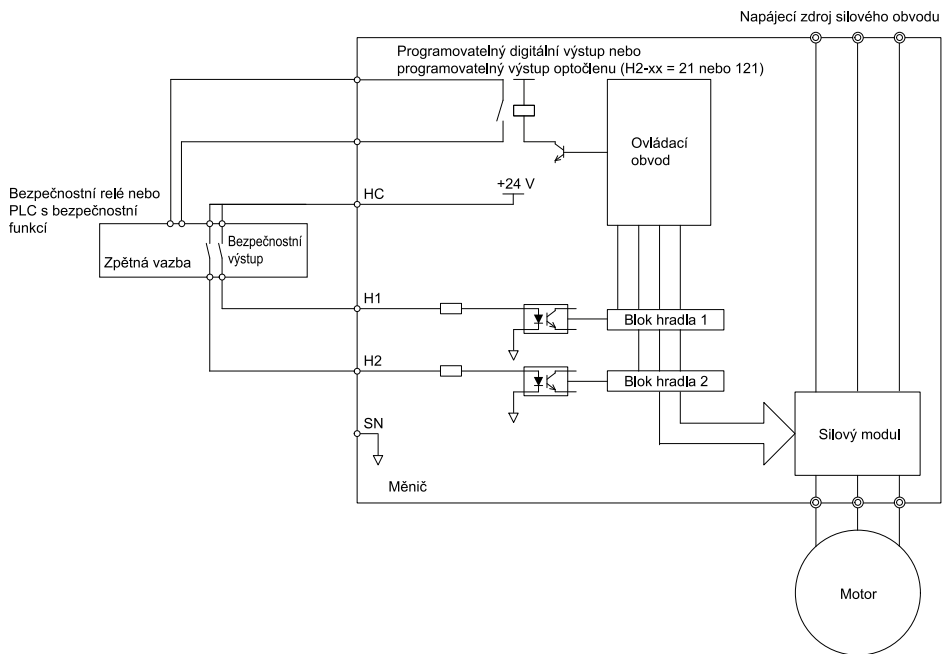 Napájecí zdroj silového obvodu
Programovatelný digitální výstup nebo
programovatelný výstup optočlenu (H2-xx = 21 nebo 121)
Ovládací
obvod
+24 V
HC
Bezpečnostní relé nebo
PLC s bezpečnostní
funkcí
Bezpečnostní
výstup
Zpětná vazba
H1
Blok hradla 1
H2
Blok hradla 2
SN
Silový modul
Měnič
Motor